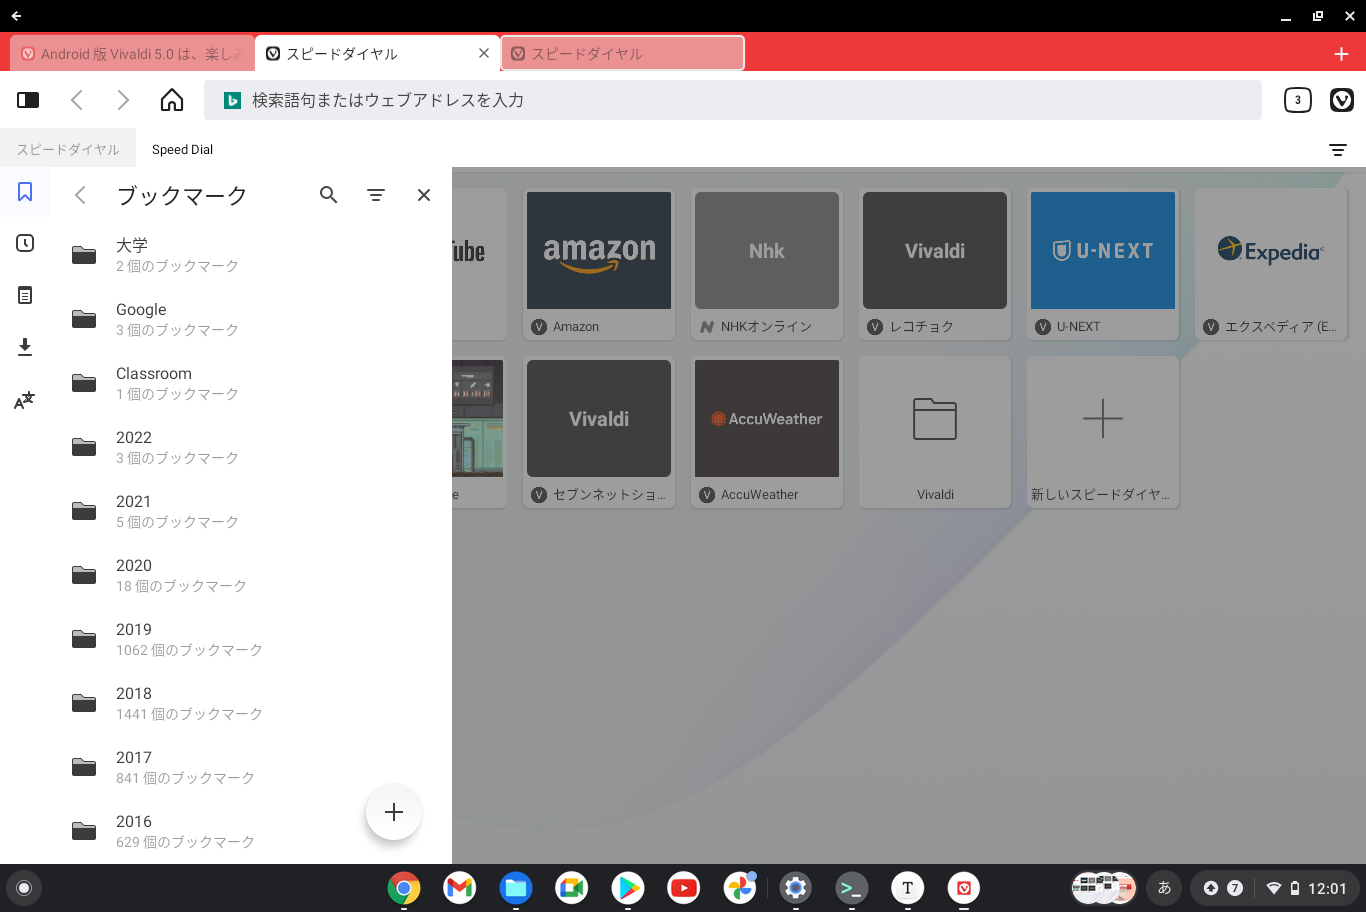 Android 版 Vivaldi 5.0 は、楽しみ
スピードダイヤル
スピードダイヤル
検索語句またはウェブアドレスを入力
3
スピードダイヤル
Speed Dial
ブックマーク
大学
2 個のブックマーク
Google
3 個のブックマーク
Classroom
1 個のブックマーク
2022
3 個のブックマーク
2021
5 個のブックマーク
2020
18 個のブックマーク
2019
1062 個のブックマーク
2018
1441 個のブックマーク
2017
841 個のブックマーク
2016
629 個のブックマーク
Tube
amazon
Amazon
Nhk
NHKオンライン
Vivaldi
レコチョク
U-NEXT
U-NEXT
Expedia
エクスペディア (E...
e
Vivaldi
セブンネットショ...
AccuWeather
AccuWeather
Vivaldi
新しいスピードダイヤ...
T
あ
7
12:01